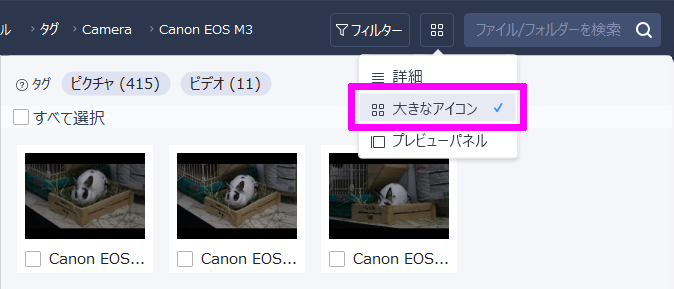 ル › タグ › Camera › Canon EOS M3 フィルター ファイル/フォルダーを検索
詳細
タグ ピクチャ (415) ビデオ (11)
大きなアイコン
すべて選択
プレビューパネル
Canon EOS... Canon EOS... Canon EOS...